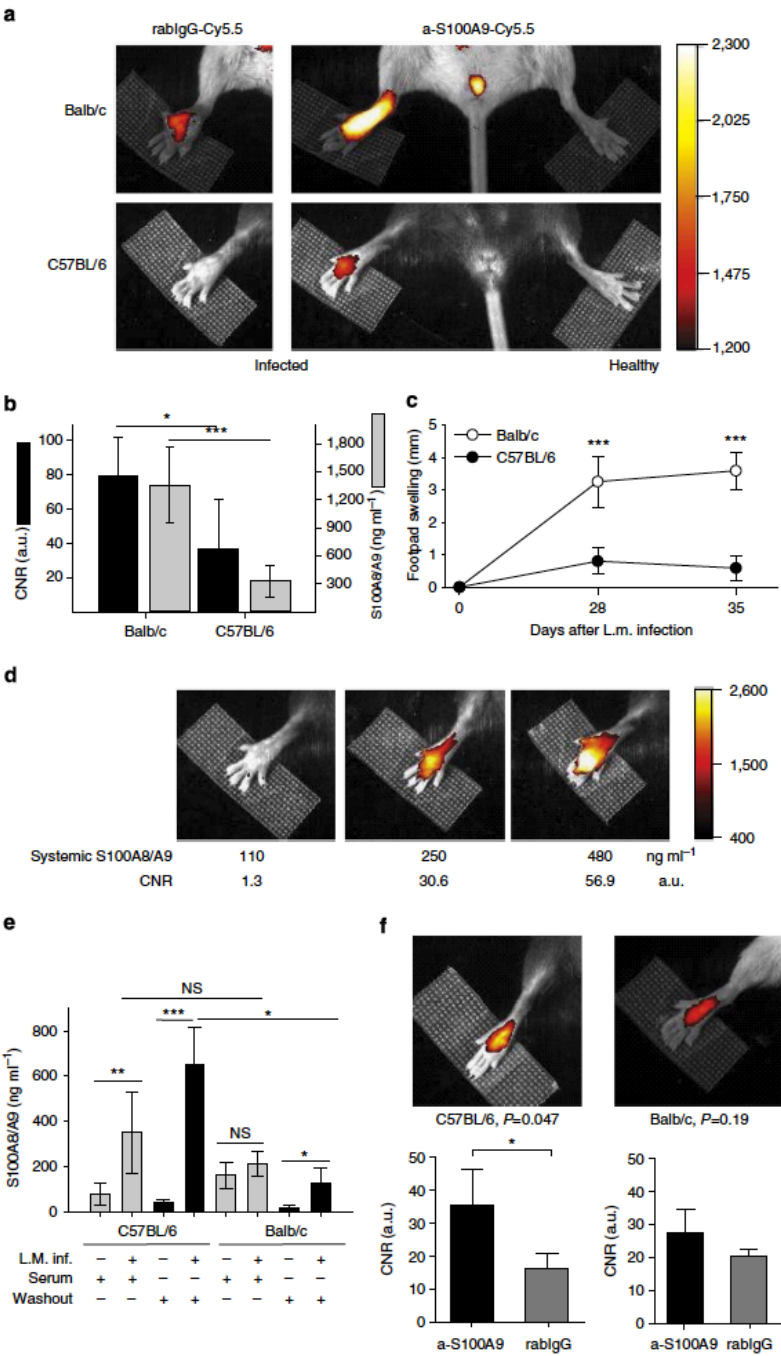 a
rabIgG-Cy5.5 a-S100A9-Cy5.5
Balb/c
C57BL/6
2,300
2,025
1,750
1,475
1,200
Infected Healthy
b
* ***
CNR (a.u.)
100
80
60
40
20
1,800
1,500
1,200
900
600
300
S100A8/A9 (ng ml⁻¹)
Balb/c C57BL/6
c
Footpad swelling (mm)
5
4
3
2
1
0
Balb/c
C57BL/6
*** ***
0 28 35
Days after L.m. infection
d
2,600
1,500
400
Systemic S100A8/A9 110 250 480 ng ml⁻¹
CNR 1.3 30.6 56.9 a.u.
e
S100A8/A9 (ng ml⁻¹)
800
600
400
200
0
NS
*** *
**
NS
*
C57BL/6 Balb/c
L.M. inf. – + – + – + – +
Serum + + – – + + – –
Washout – – + + – – + +
f
C57BL/6, P=0.047 Balb/c, P=0.19
CNR (a.u.)
50
40
30
20
10
0
*
a-S100A9 rabIgG
CNR (a.u.)
50
40
30
20
10
0
a-S100A9 rabIgG